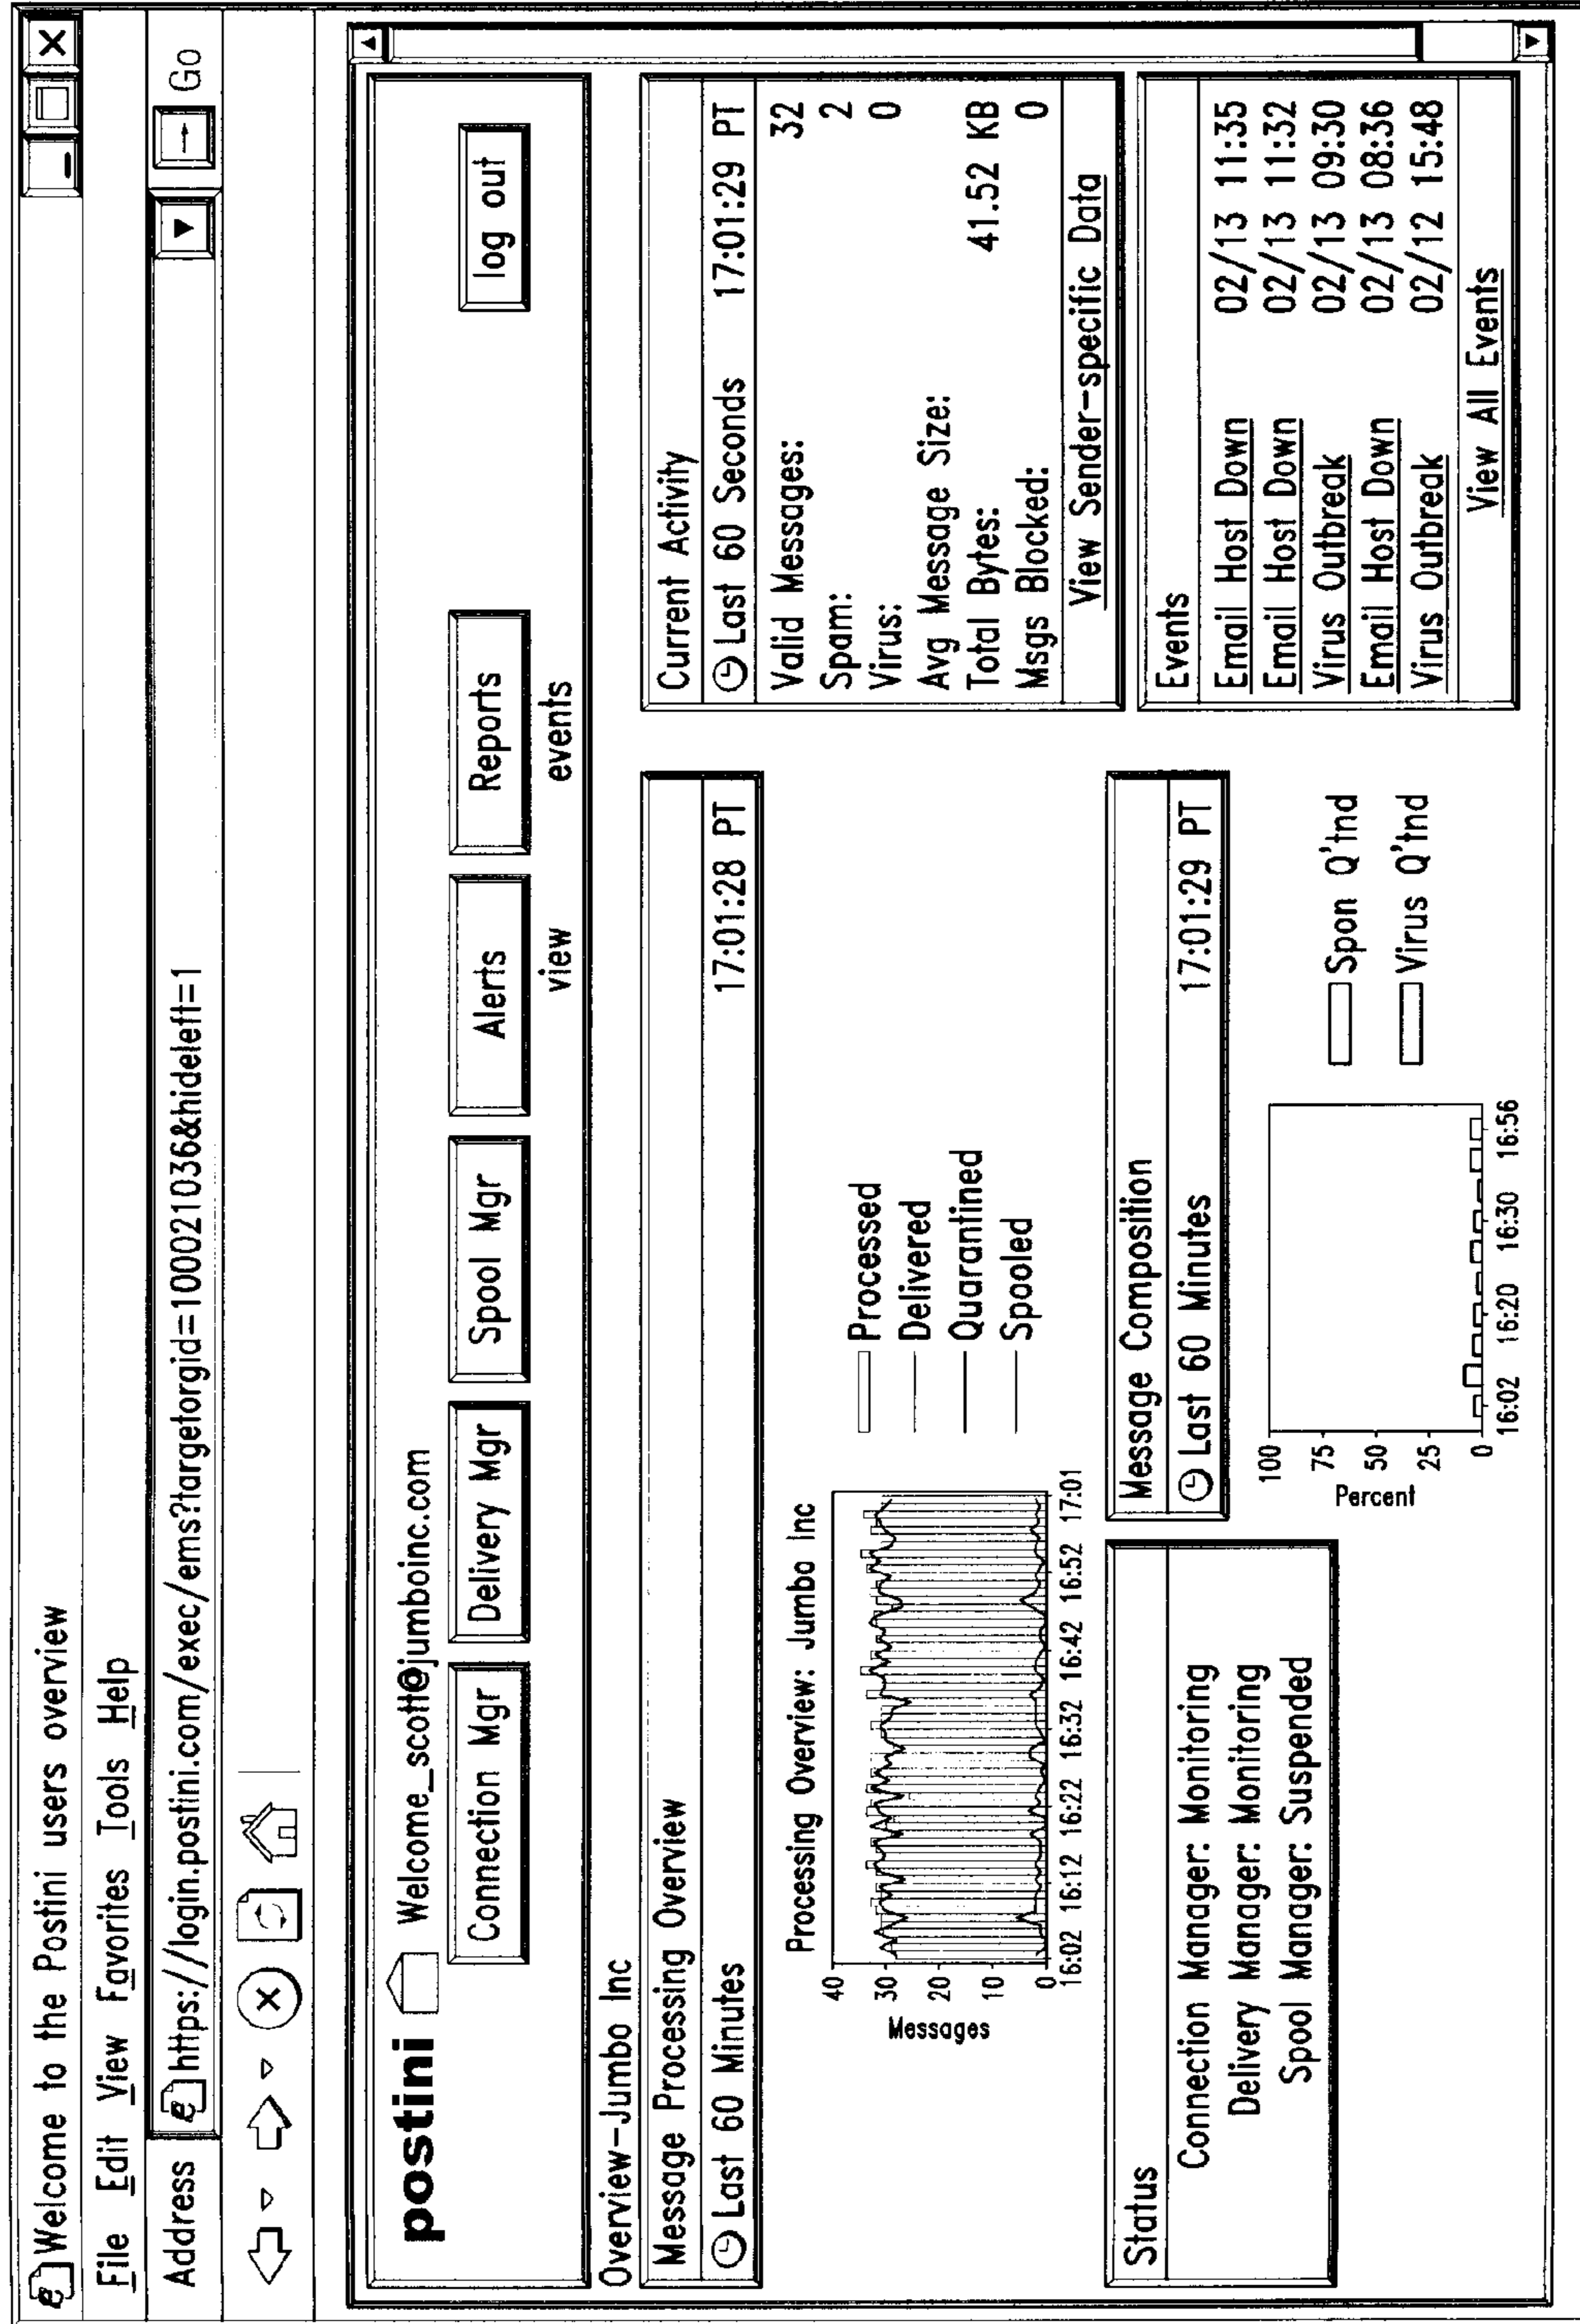 Welcome to the Postini users overview
File Edit View Favorites Tools Help
Address https://login.postini.com/exec/ems?targetorgid=100021036&hideleft=1 Go
postini Welcome_scott@jumboinc.com
Connection Mgr Delivery Mgr Spool Mgr Alerts Reports log out
view events
Overview-Jumbo Inc
Message Processing Overview
Last 60 Minutes 17:01:28 PT
Processing Overview: Jumbo Inc
Messages
40
30
20
10
0
16:02 16:12 16:22 16:32 16:42 16:52 17:01
Processed
Delivered
Quarantined
Spooled
Current Activity
Last 60 Seconds 17:01:29 PT
Valid Messages: 32
Spam: 2
Virus: 0
Avg Message Size:
Total Bytes: 41.52 KB
Msgs Blocked: 0
View Sender-specific Data
Status
Connection Manager: Monitoring
Delivery Manager: Monitoring
Spool Manager: Suspended
Message Composition
Last 60 Minutes 17:01:29 PT
Percent
100
75
50
25
0
16:02 16:20 16:30 16:56
Spon Q'tnd
Virus Q'tnd
Events
Email Host Down 02/13 11:35
Email Host Down 02/13 11:32
Virus Outbreak 02/13 09:30
Email Host Down 02/13 08:36
Virus Outbreak 02/12 15:48
View All Events